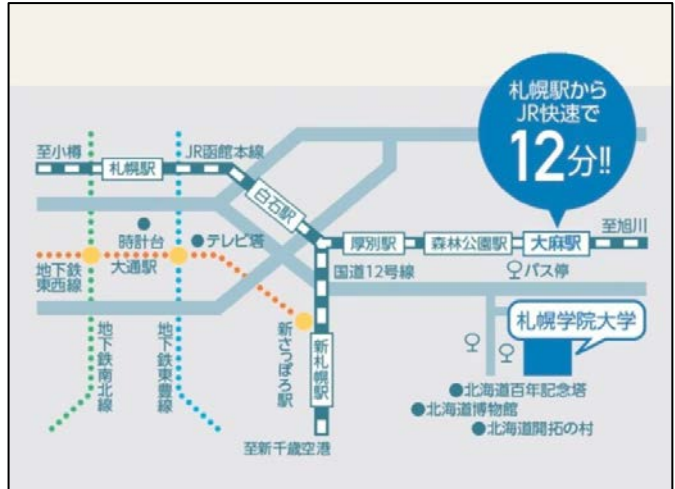 札幌駅から
JR快速で
12分!!
至小樽
札幌駅
JR函館本線
白石駅
時計台
テレビ塔
厚別駅
森林公園駅
大麻駅
至旭川
地下鉄
東西線
大通駅
国道12号線
バス停
地下鉄南北線
地下鉄東豊線
新さっぽろ駅
新札幌駅
札幌学院大学
北海道百年記念塔
北海道博物館
北海道開拓の村
至新千歳空港